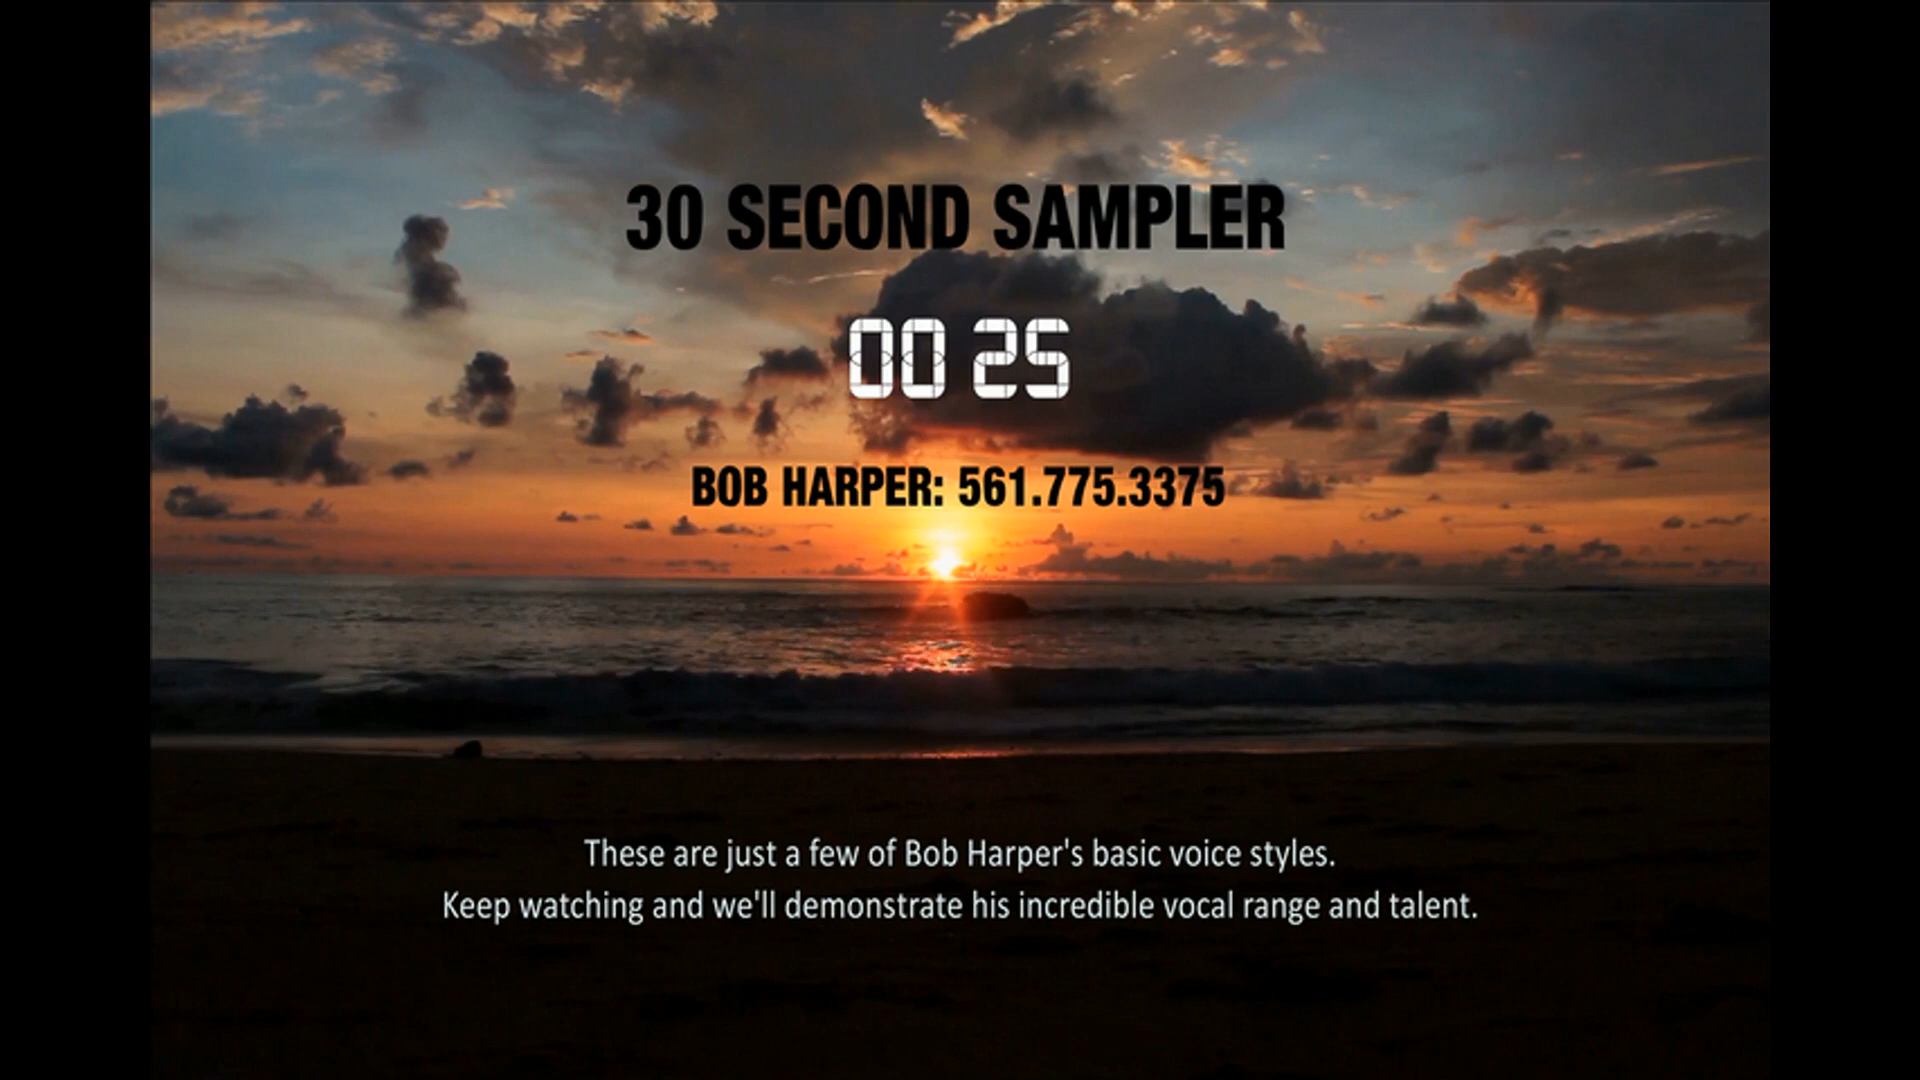 30 SECOND SAMPLER
00 25
BOB HARPER: 561.775.3375
These are just a few of Bob Harper's basic voice styles.
Keep watching and we'll demonstrate his incredible vocal range and talent.